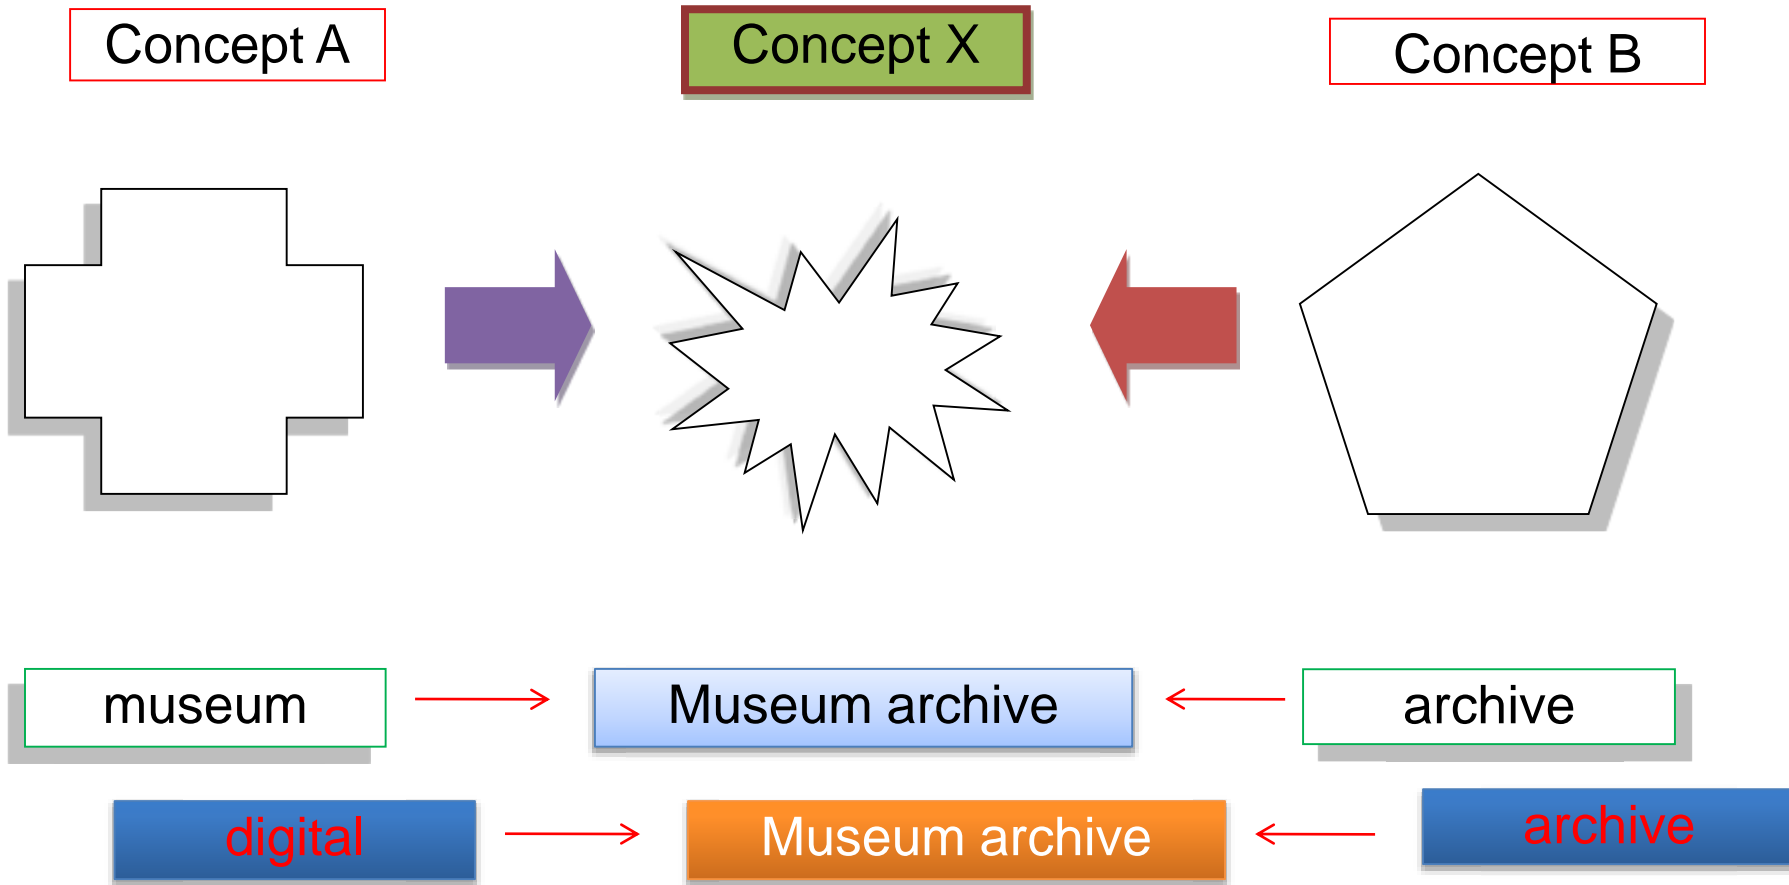 Concept A
Concept X
Concept B
museum
Museum archive
archive
digital
Museum archive
archive